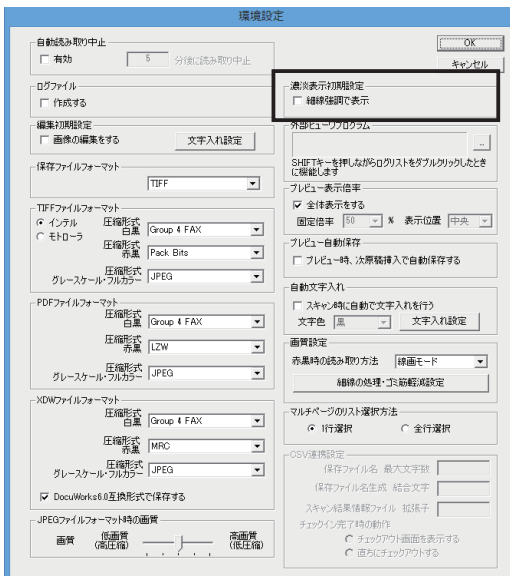 環境設定
自動読み取り中止
有効
5
分後に読み取り中止
OK
キャンセル
ログファイル
作成する
濃淡表示初期設定
細線強調で表示
編集初期設定
画像の編集をする
文字入れ設定
外部ビューワプログラム
...
SHIFTキーを押しながらログリストをダブルクリックしたとき
に機能します
保存ファイルフォーマット
TIFF
プレビュー表示倍率
全体表示をする
固定倍率
50
%
表示位置
中央
TIFFファイルフォーマット
インテル
モトローラ
圧縮形式
白黒
Group 4 FAX
圧縮形式
赤黒
Pack Bits
圧縮形式
グレースケール・フルカラー
JPEG
プレビュー自動保存
プレビュー時、次原稿挿入で自動保存する
自動文字入れ
スキャン時に自動で文字入れを行う
文字色
黒
文字入れ設定
PDFファイルフォーマット
圧縮形式
白黒
Group 4 FAX
圧縮形式
赤黒
LZW
圧縮形式
グレースケール・フルカラー
JPEG
画質設定
赤黒時の読み取り方法
線画モード
細線の処理・ゴミ筋軽減設定
XDWファイルフォーマット
圧縮形式
白黒
Group 4 FAX
圧縮形式
赤黒
MRC
圧縮形式
グレースケール・フルカラー
JPEG
DocuWorks6.0互換形式で保存する
マルチページのリスト選択方法
1行選択
全行選択
CSV連携設定
保存ファイル名 最大文字数
保存ファイル名生成 結合文字
スキャン結果情報ファイル 拡張子
チェックイン完了時の動作
チェックアウト画面を表示する
直ちにチェックアウトする
JPEGファイルフォーマット時の画質
画質
低画質
(高圧縮)
高画質
(低圧縮)